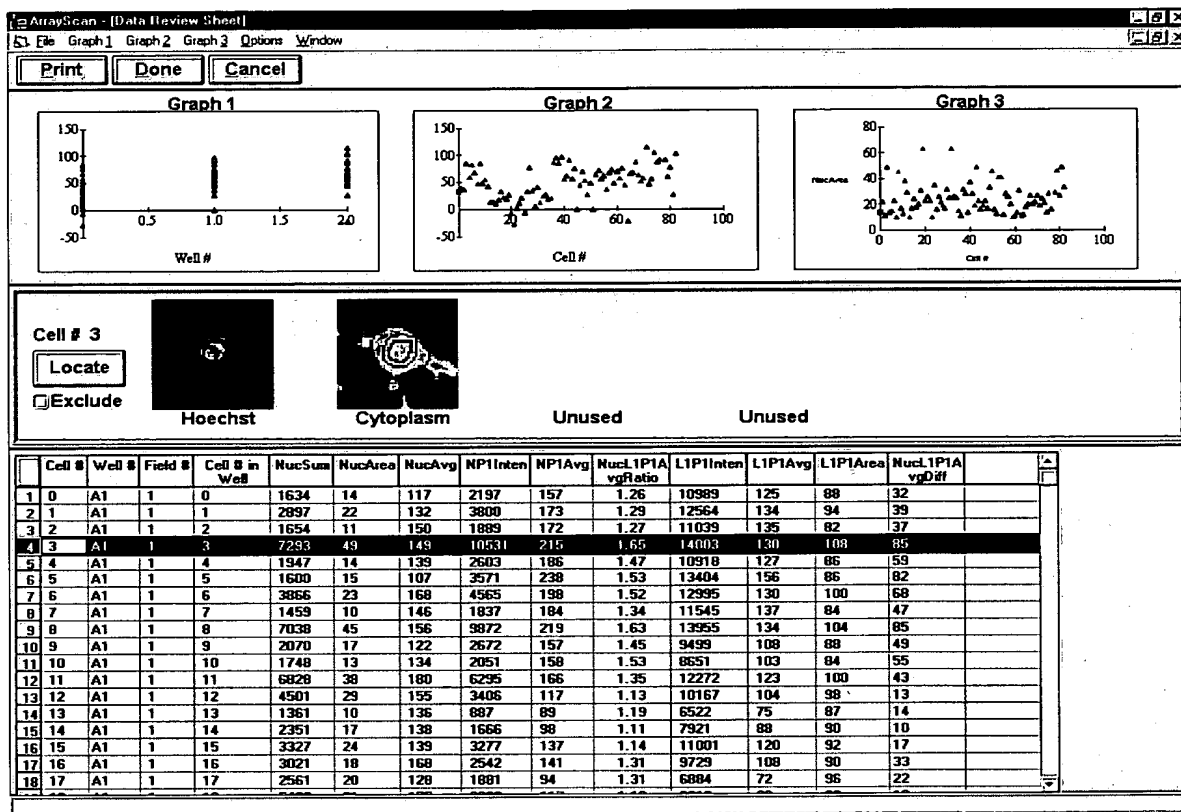 ArrayScan - [Data Review Sheet]
File Graph 1 Graph 2 Graph 3 Options Window
Print Done Cancel
Graph 1 Graph 2 Graph 3
150 100 50 0 -50
0.5 1.0 1.5 2.0
Well #
150 100 50 0 -50
20 40 60 80 100
Cell #
80 60 40 20 0
NucArea
0 20 40 60 80 100
Cell #
Cell # 3
Locate
Exclude
Hoechst Cytoplasm Unused Unused
Cell # Well # Field # Cell # in Well NucSum NucArea NucAvg NP1Inten NP1Avg NucL1P1AvgRatio L1P1Inten L1P1Avg L1P1Area NucL1P1AvgDiff
1 0 A1 1 0 1634 14 117 2197 157 1.26 10989 125 88 32
2 1 A1 1 1 2897 22 132 3800 173 1.29 12564 134 94 39
3 2 A1 1 2 1654 11 150 1889 172 1.27 11039 135 82 37
4 3 A1 1 3 7293 49 149 10531 215 1.65 14003 130 108 85
5 4 A1 1 4 1947 14 139 2603 186 1.47 10918 127 86 59
6 5 A1 1 5 1600 15 107 3571 238 1.53 13404 156 86 82
7 6 A1 1 6 3866 23 168 4565 198 1.52 12995 130 100 68
8 7 A1 1 7 1459 10 146 1837 184 1.34 11545 137 84 47
9 8 A1 1 8 7038 45 156 9872 219 1.63 13955 134 104 85
10 9 A1 1 9 2070 17 122 2672 157 1.45 9499 108 88 49
11 10 A1 1 10 1748 13 134 2051 158 1.53 8651 103 84 55
12 11 A1 1 11 6828 38 180 6295 166 1.35 12272 123 100 43
13 12 A1 1 12 4501 29 155 3406 117 1.13 10167 104 98 13
14 13 A1 1 13 1361 10 136 887 89 1.19 6522 75 87 14
15 14 A1 1 14 2351 17 138 1666 98 1.11 7921 88 90 10
16 15 A1 1 15 3327 24 139 3277 137 1.14 11001 120 92 17
17 16 A1 1 16 3021 18 168 2542 141 1.31 9729 108 90 33
18 17 A1 1 17 2561 20 128 1881 94 1.31 6884 72 96 22